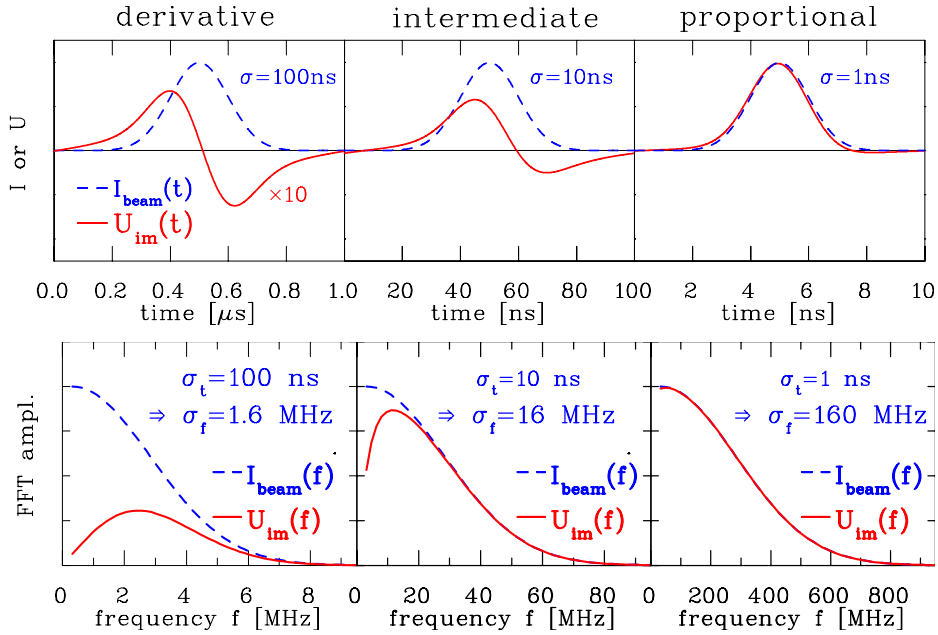 derivative intermediate proportional
σ=100ns σ=10ns σ=1ns
I or U
I_beam(t)
U_im(t)
×10
0.0 0.2 0.4 0.6 0.8 1.0 20 40 60 80 100 2 4 6 8 10
time [μs] time [ns] time [ns]
σ_t=100 ns σ_t=10 ns σ_t=1 ns
⇒ σ_f=1.6 MHz ⇒ σ_f=16 MHz ⇒ σ_f=160 MHz
FFT ampl.
I_beam(f) I_beam(f) I_beam(f)
U_im(f) U_im(f) U_im(f)
0 2 4 6 8 0 20 40 60 80 0 200 400 600 800
frequency f [MHz] frequency f [MHz] frequency f [MHz]